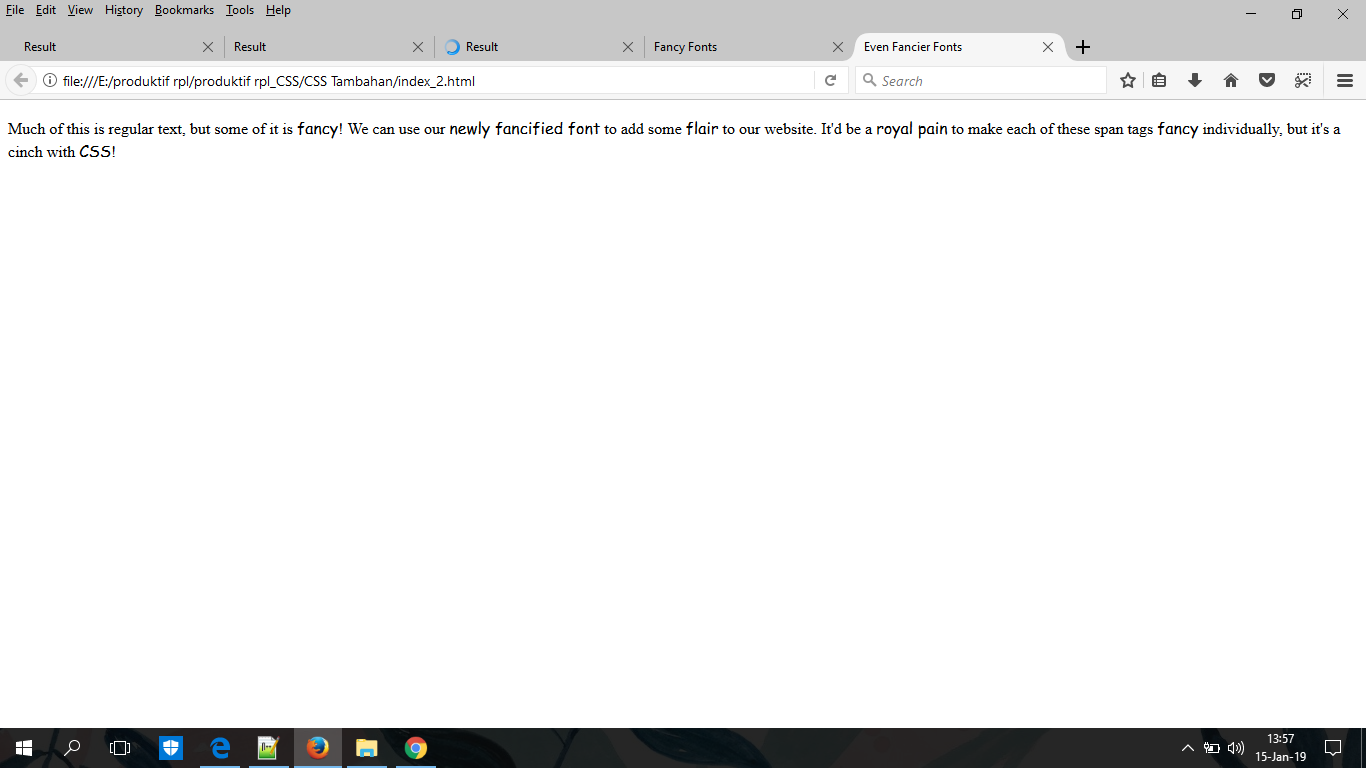 File Edit View History Bookmarks Tools Help
Result Result Result Fancy Fonts Even Fancier Fonts
file:///E:/produktif rpl/produktif rpl_CSS/CSS Tambahan/index_2.html Search
Much of this is regular text, but some of it is fancy! We can use our newly fancified font to add some flair to our website. It'd be a royal pain to make each of these span tags fancy individually, but it's a
cinch with CSS!
13:57
15-Jan-19